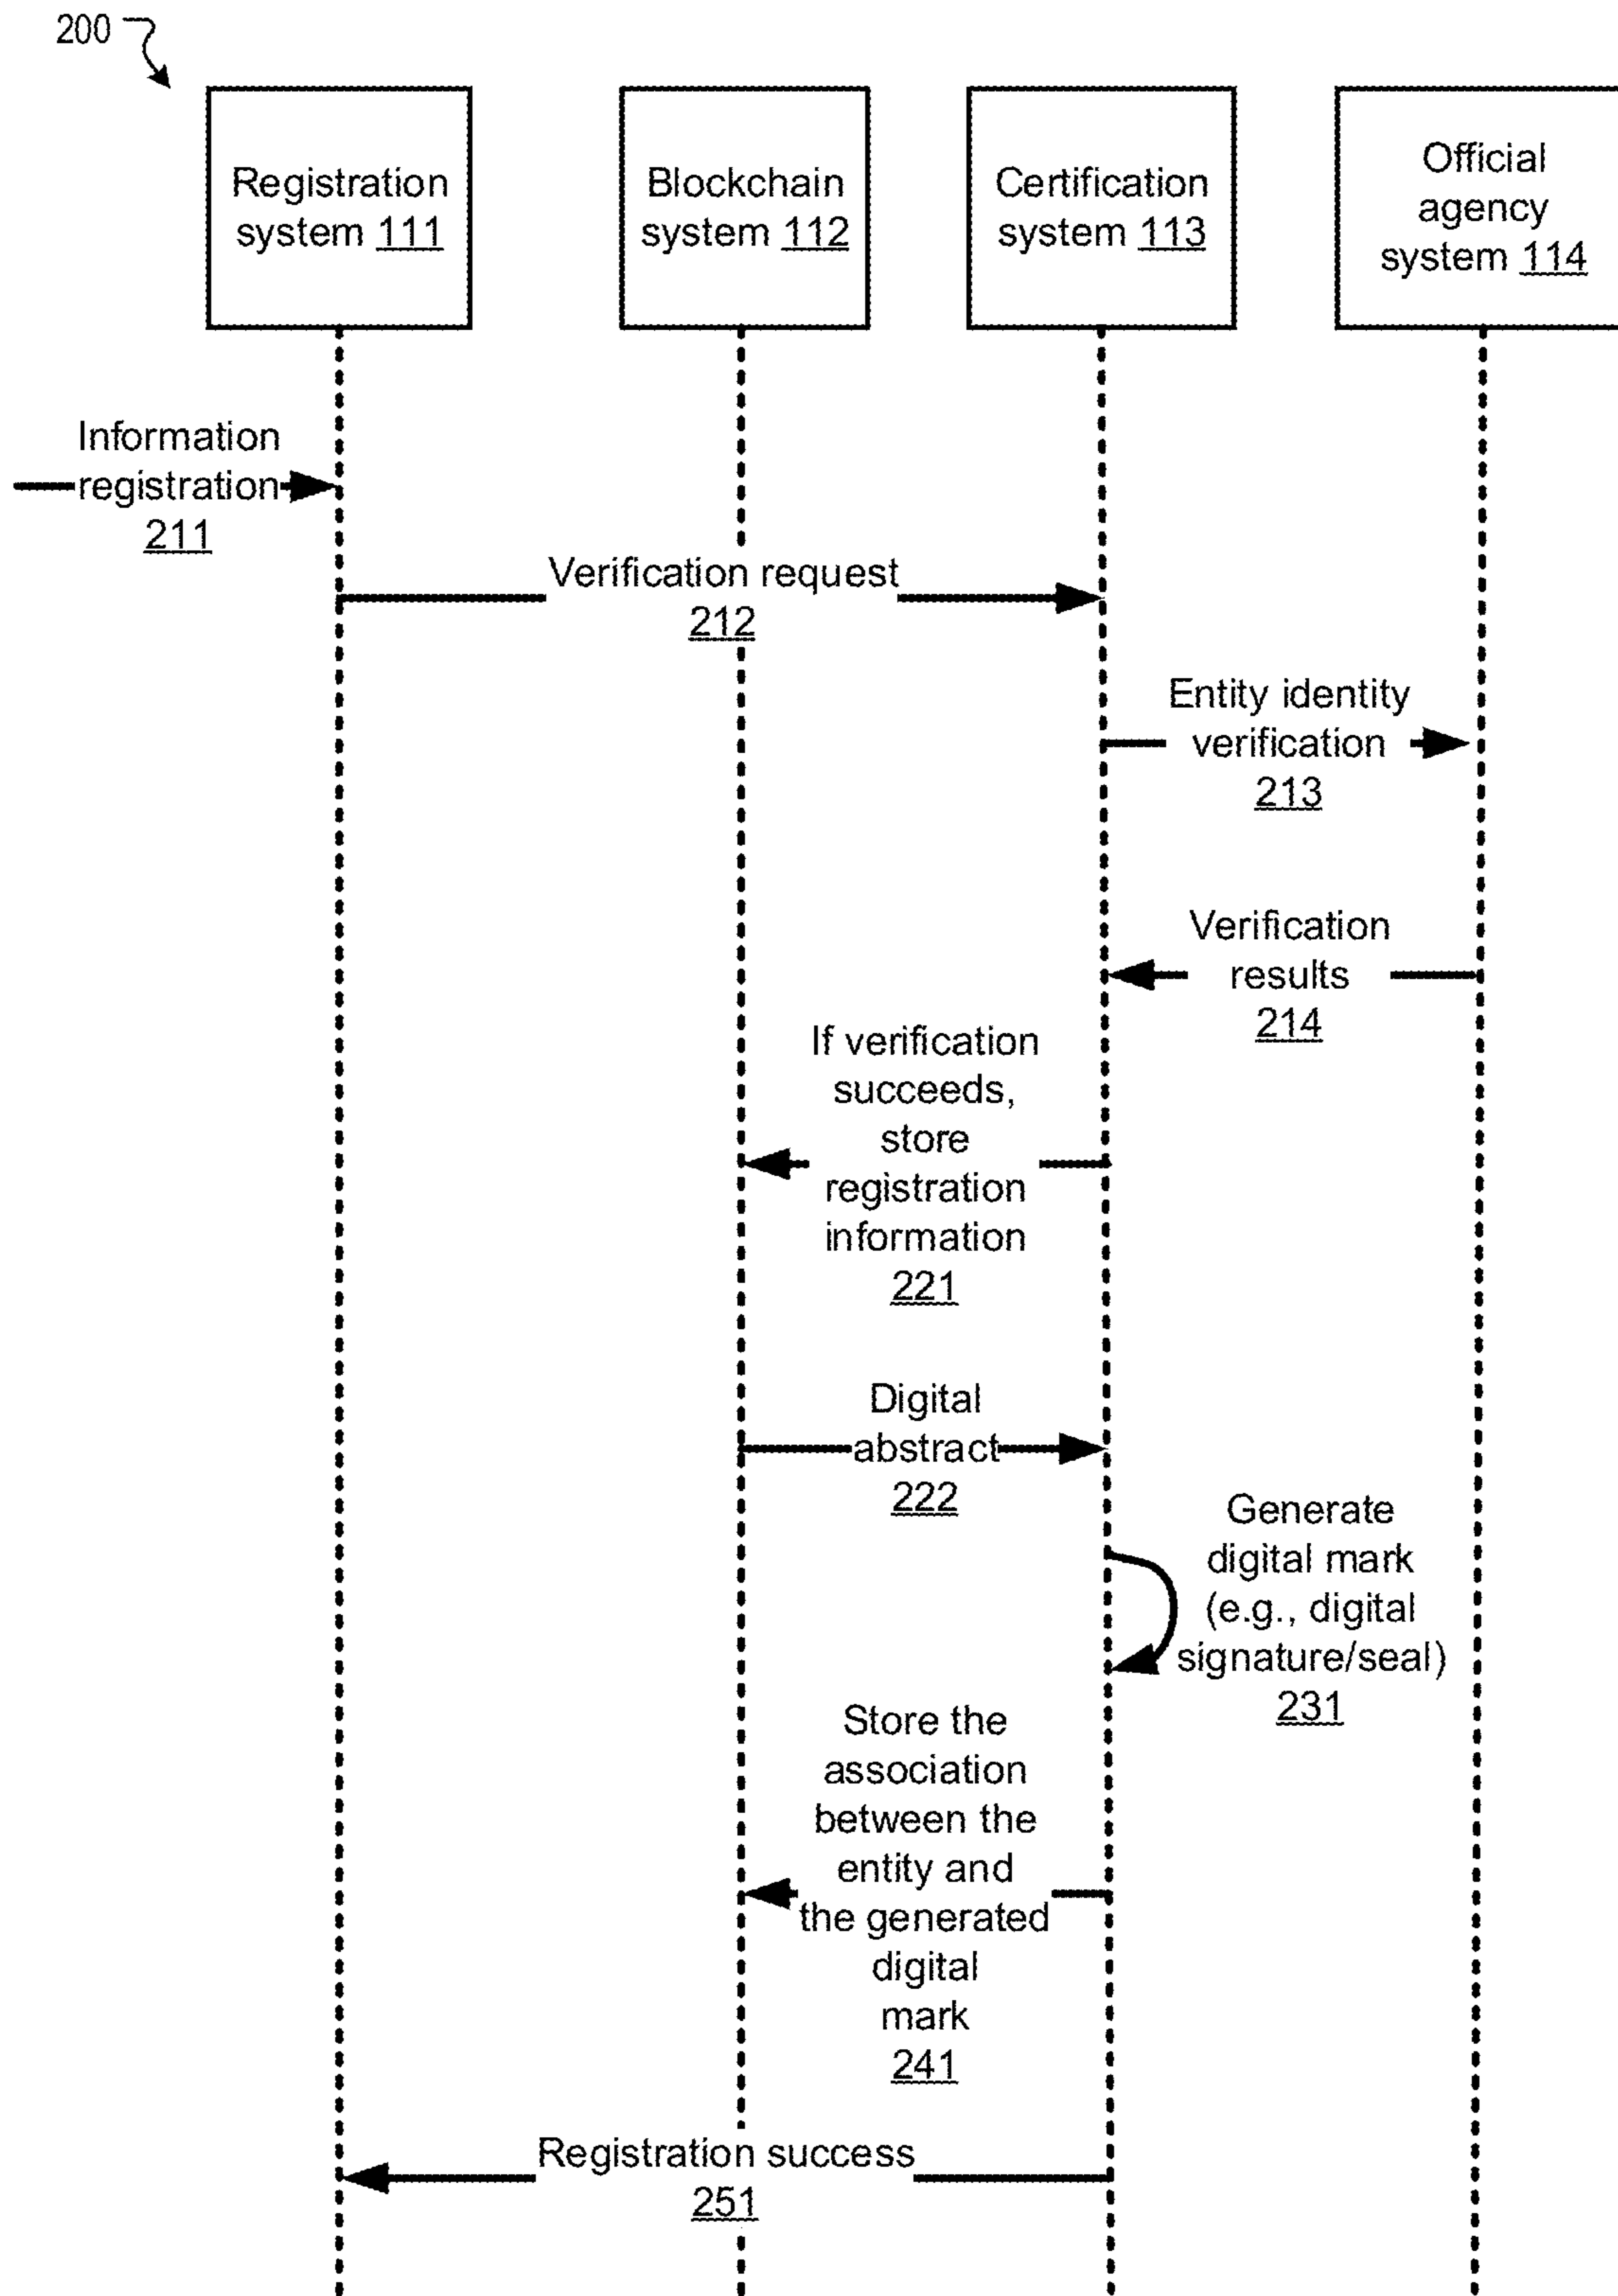 200
Registration
system 111
Blockchain
system 112
Certification
system 113
Official
agency
system 114
Information
registration
211
Verification request
212
Entity identity
verification
213
Verification
results
214
If verification
succeeds,
store
registration
information
221
Digital
abstract
222
Generate
digital mark
(e.g., digital
signature/seal)
231
Store the
association
between the
entity and
the generated
digital
mark
241
Registration success
251